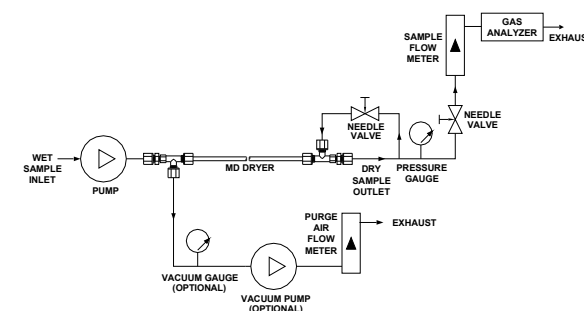 GAS
ANALYZER
EXHAUST
SAMPLE
FLOW
METER
NEEDLE
VALVE
NEEDLE
VALVE
WET
SAMPLE
INLET
PUMP
MD DRYER
DRY
SAMPLE
OUTLET
PRESSURE
GAUGE
PURGE
AIR
FLOW
METER
EXHAUST
VACUUM GAUGE
(OPTIONAL)
VACUUM PUMP
(OPTIONAL)